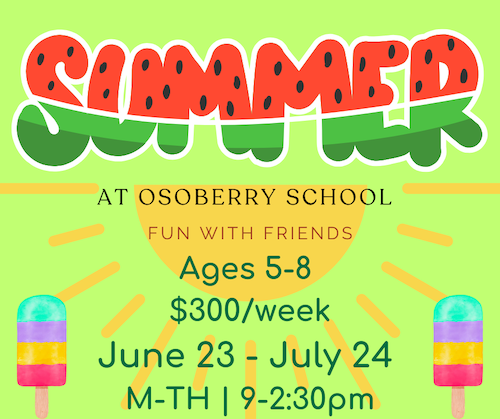 SUMMER
AT OSOBERRY SCHOOL
FUN WITH FRIENDS
Ages 5-8
$300/week
June 23 - July 24
M-TH | 9-2:30pm